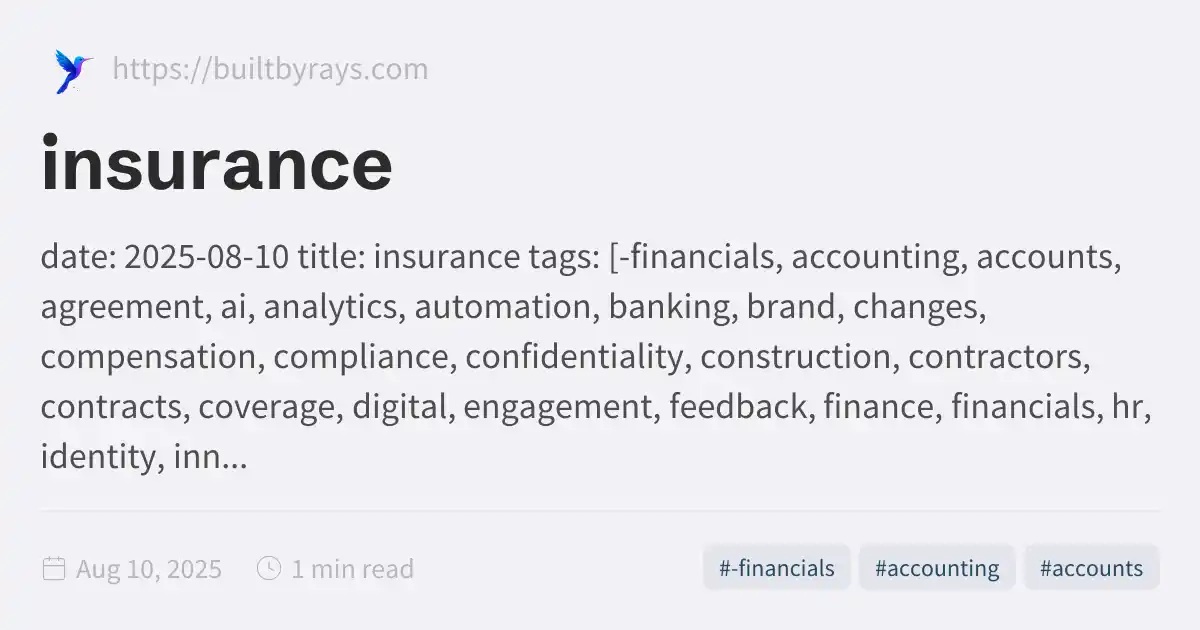 https://builtbyrays.com
insurance
date: 2025-08-10 title: insurance tags: [-financials, accounting, accounts,
agreement, ai, analytics, automation, banking, brand, changes,
compensation, compliance, confidentiality, construction, contractors,
contracts, coverage, digital, engagement, feedback, finance, financials, hr,
identity, inn...
Aug 10, 2025 1 min read #-financials #accounting #accounts